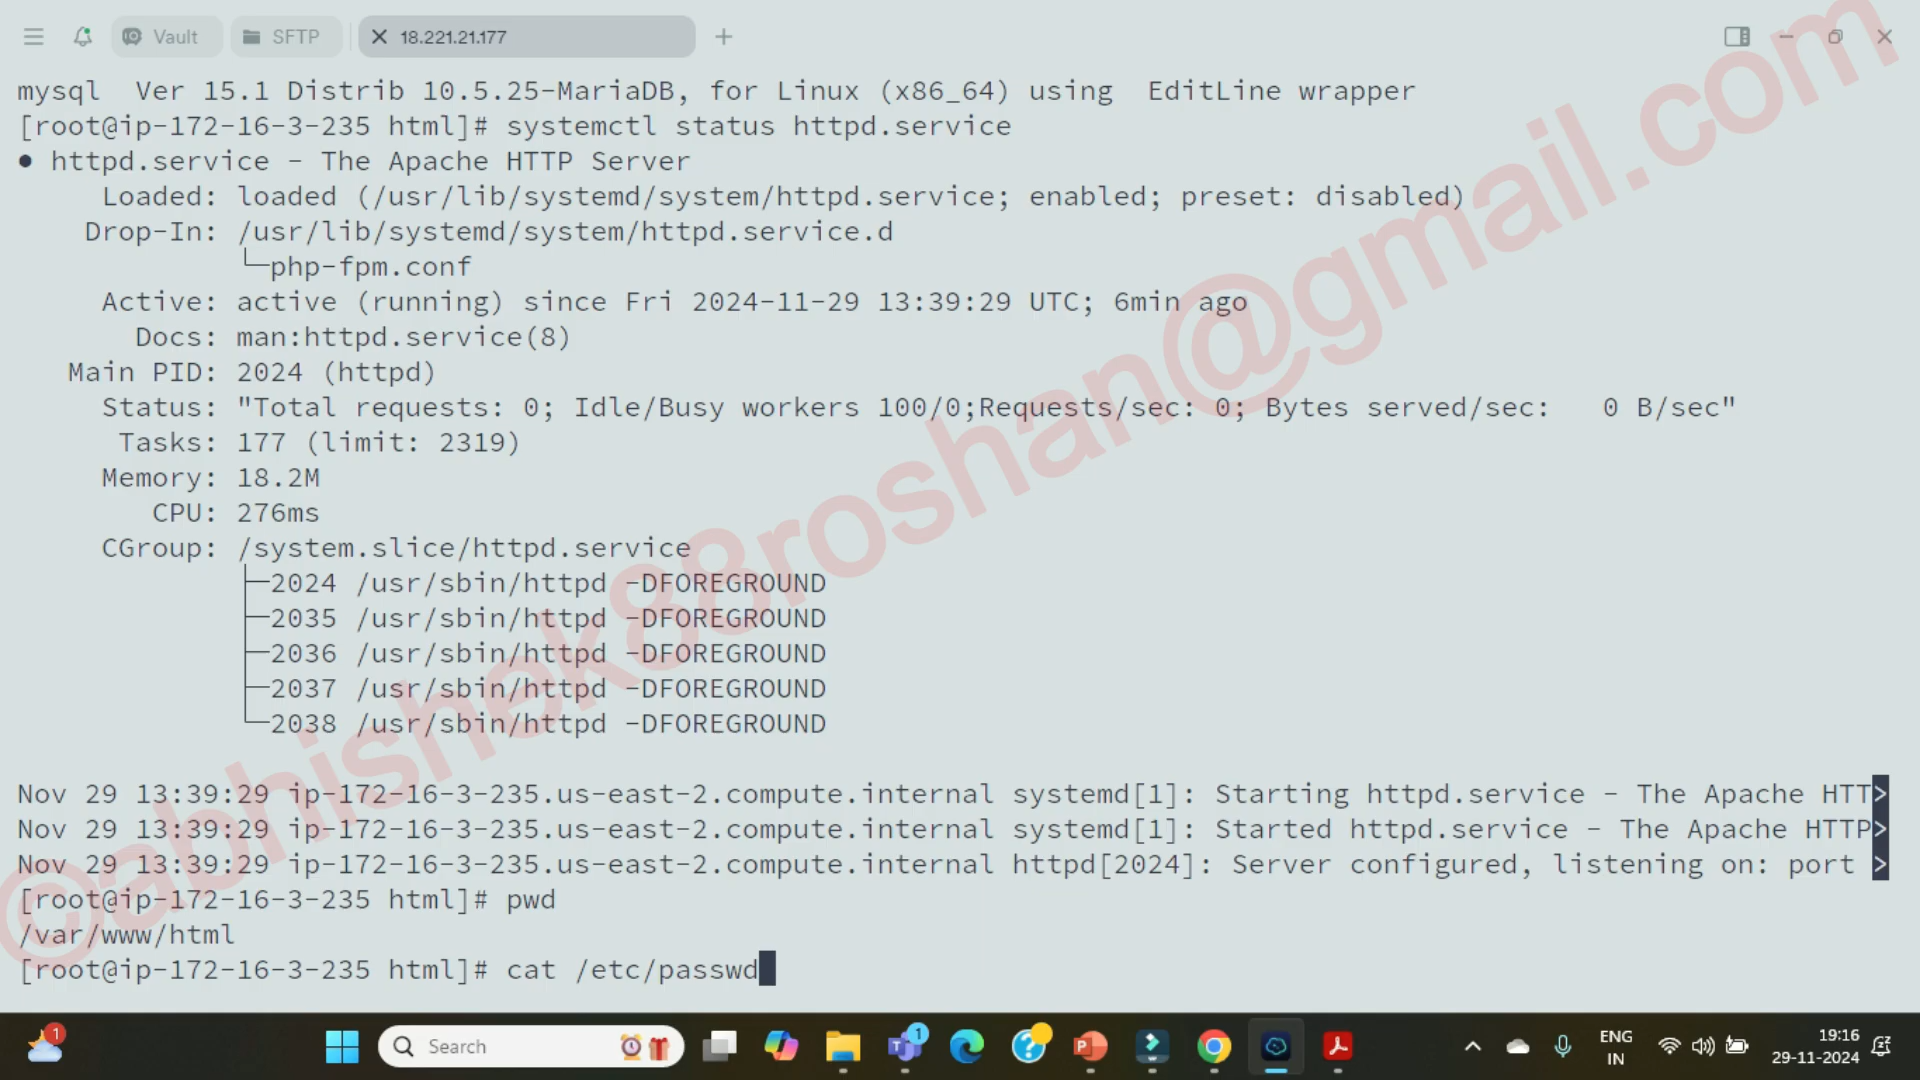 Vault
SFTP
18.221.21.177
mysql  Ver 15.1 Distrib 10.5.25-MariaDB, for Linux (x86_64) using  EditLine wrapper
[root@ip-172-16-3-235 html]# systemctl status httpd.service
● httpd.service - The Apache HTTP Server
     Loaded: loaded (/usr/lib/systemd/system/httpd.service; enabled; preset: disabled)
    Drop-In: /usr/lib/systemd/system/httpd.service.d
             └─php-fpm.conf
     Active: active (running) since Fri 2024-11-29 13:39:29 UTC; 6min ago
       Docs: man:httpd.service(8)
   Main PID: 2024 (httpd)
     Status: "Total requests: 0; Idle/Busy workers 100/0;Requests/sec: 0; Bytes served/sec:   0 B/sec"
      Tasks: 177 (limit: 2319)
     Memory: 18.2M
        CPU: 276ms
     CGroup: /system.slice/httpd.service
             ├─2024 /usr/sbin/httpd -DFOREGROUND
             ├─2035 /usr/sbin/httpd -DFOREGROUND
             ├─2036 /usr/sbin/httpd -DFOREGROUND
             ├─2037 /usr/sbin/httpd -DFOREGROUND
             └─2038 /usr/sbin/httpd -DFOREGROUND
Nov 29 13:39:29 ip-172-16-3-235.us-east-2.compute.internal systemd[1]: Starting httpd.service - The Apache HTT>
Nov 29 13:39:29 ip-172-16-3-235.us-east-2.compute.internal systemd[1]: Started httpd.service - The Apache HTTP>
Nov 29 13:39:29 ip-172-16-3-235.us-east-2.compute.internal httpd[2024]: Server configured, listening on: port >
[root@ip-172-16-3-235 html]# pwd
/var/www/html
[root@ip-172-16-3-235 html]# cat /etc/passwd
©abhishek88roshan@gmail.com
1
Search
1
ENG
IN
19:16
29-11-2024